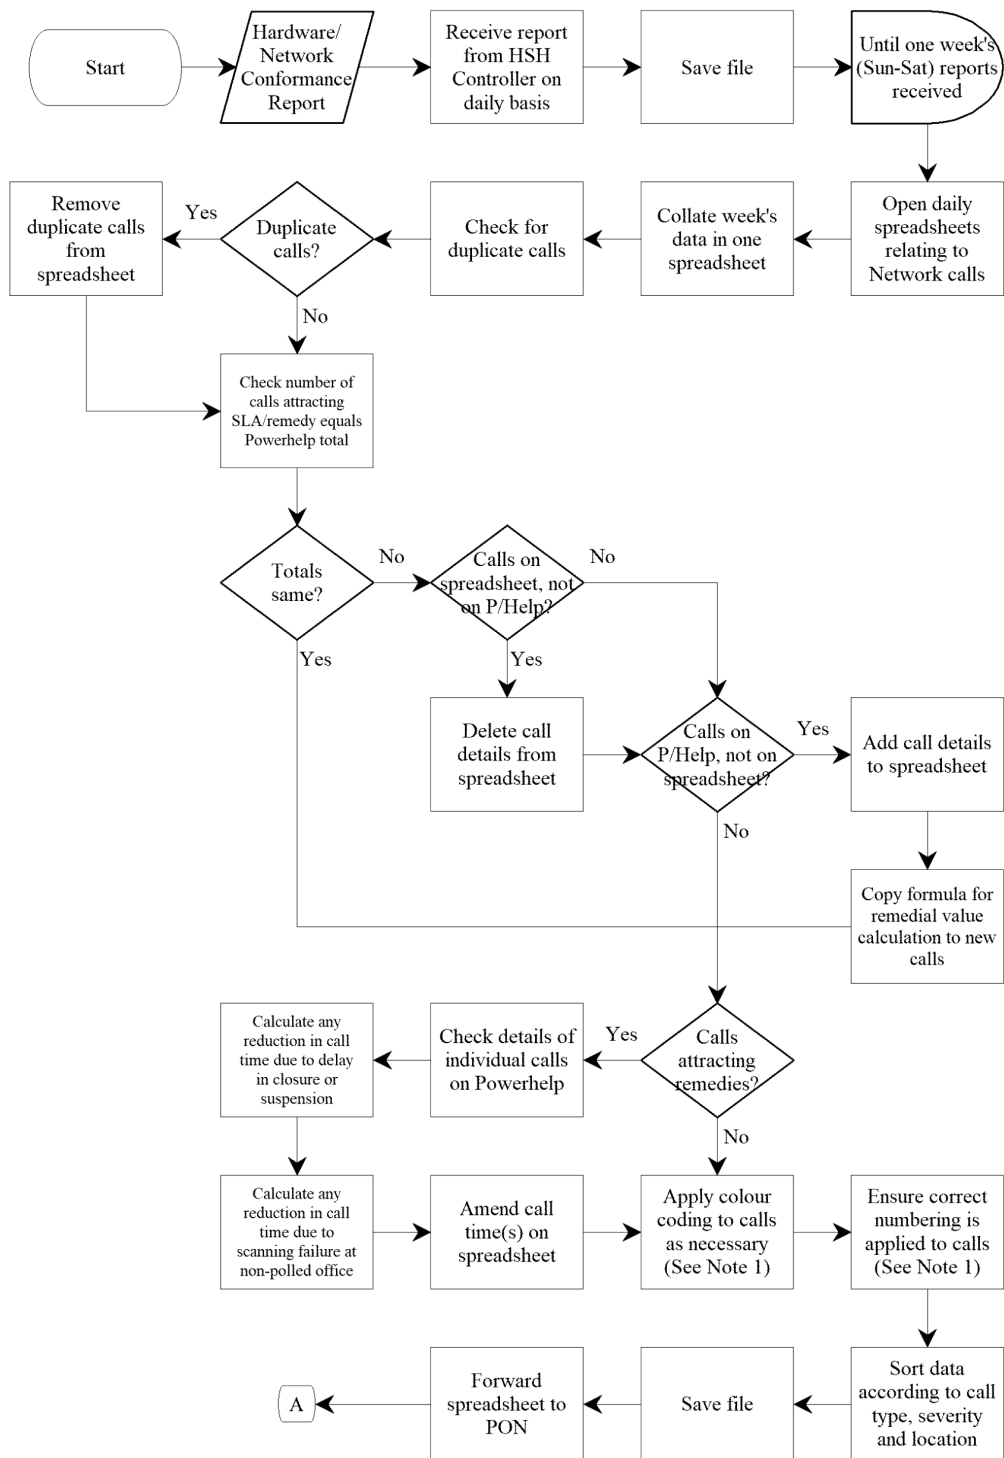 Start
Hardware/
Network
Conformance
Report
Receive report
from HSH
Controller on
daily basis
Save file
Until one week's
(Sun-Sat) reports
received
Remove
duplicate calls
from
spreadsheet
Yes
Duplicate
calls?
No
Check for
duplicate calls
Collate week's
data in one
spreadsheet
Open daily
spreadsheets
relating to
Network calls
Check number of
calls attracting
SLA/remedy equals
Powerhelp total
Totals
same?
No
Yes
Calls on
spreadsheet, not
on P/Help?
No
Yes
Delete call
details from
spreadsheet
Calls on
P/Help, not on
spreadsheet?
Yes
No
Add call details
to spreadsheet
Copy formula for
remedial value
calculation to new
calls
Calculate any
reduction in call
time due to delay
in closure or
suspension
Check details of
individual calls
on Powerhelp
Yes
Calls
attracting
remedies?
No
Calculate any
reduction in call
time due to
scanning failure at
non-polled office
Amend call
time(s) on
spreadsheet
Apply colour
coding to calls
as necessary
(See Note 1)
Ensure correct
numbering is
applied to calls
(See Note 1)
A
Forward
spreadsheet to
PON
Save file
Sort data
according to call
type, severity
and location